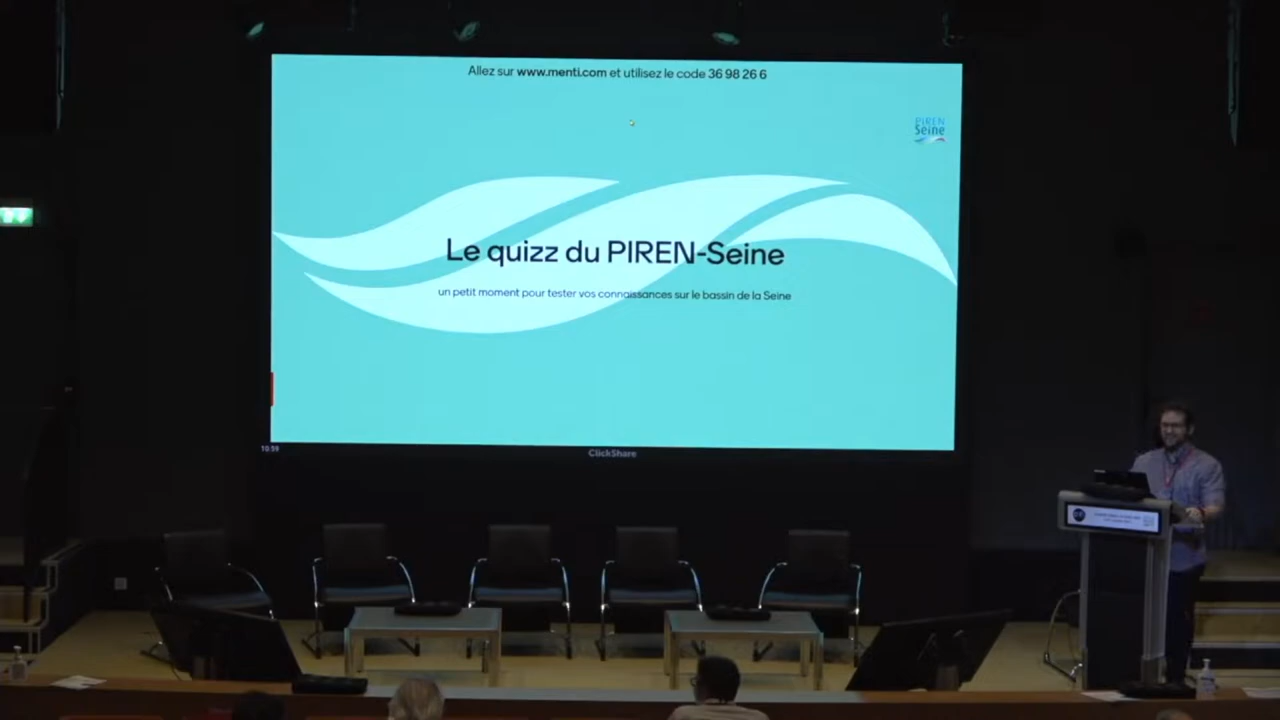 Allez sur www.menti.com et utilisez le code 36 98 26 6
PIREN
Seine
Le quizz du PIREN-Seine
un petit moment pour tester vos connaissances sur le bassin de la Seine
10:59
ClickShare